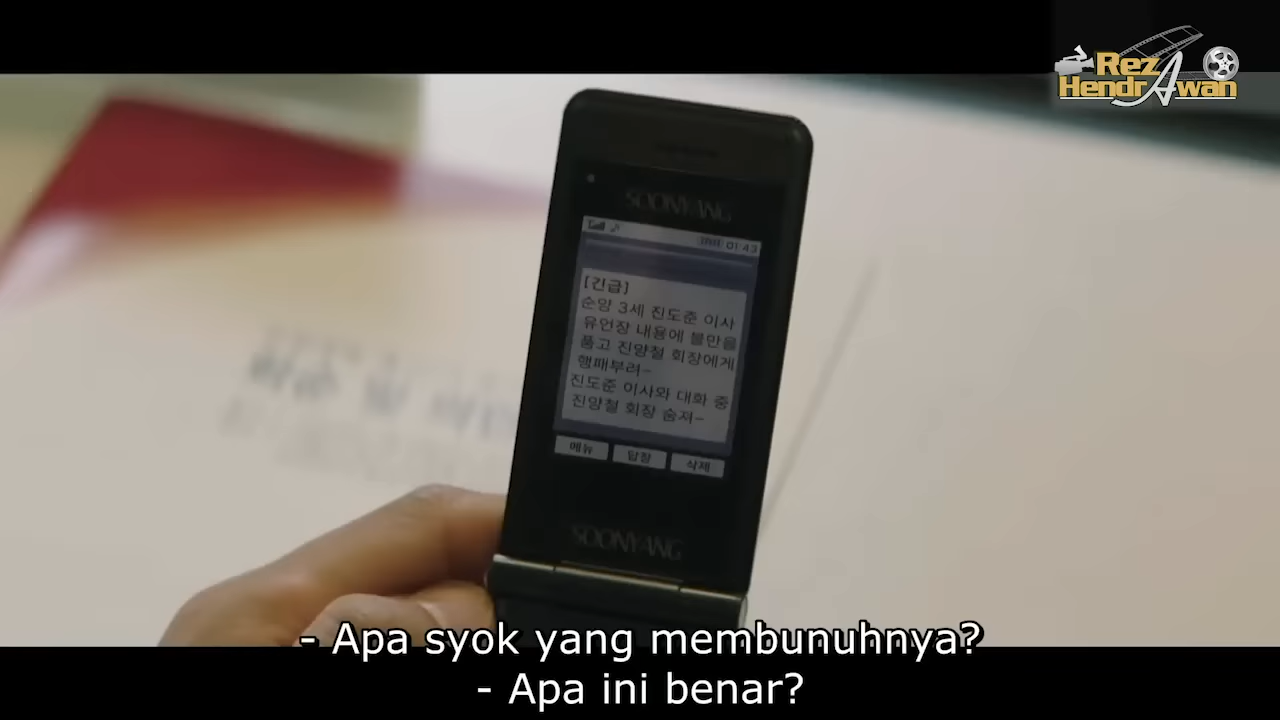 Rez
HendrAwan
SOONYANG
01:43
[긴급]
순양 3세 진도준 이사
유언장 내용에 불만을
품고 진양철 회장에게
행패부려-
진도준 이사와 대화 중
진양철 회장 숨져-
메뉴 답장 삭제
SOONYANG
- Apa syok yang membunuhnya?
- Apa ini benar?